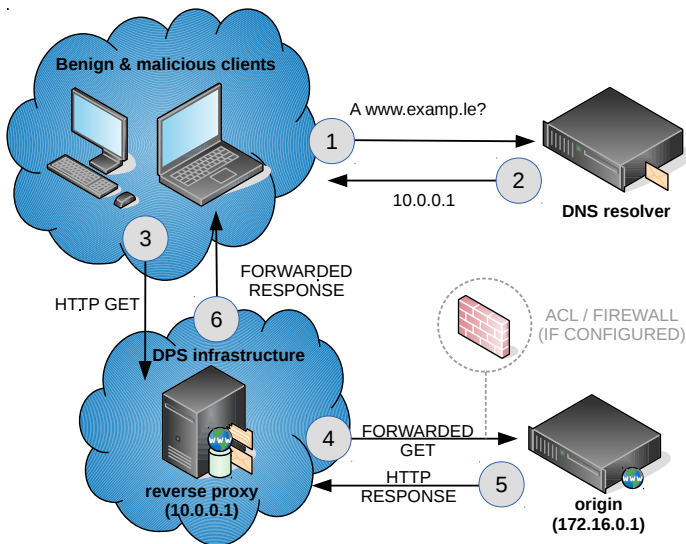 Benign & malicious clients
1
A www.examp.le?
2
10.0.0.1
DNS resolver
3
HTTP GET
FORWARDED
RESPONSE
6
ACL / FIREWALL
(IF CONFIGURED)
DPS infrastructure
WWW
reverse proxy
(10.0.0.1)
4
FORWARDED
GET
HTTP
RESPONSE
5
WWW
origin
(172.16.0.1)